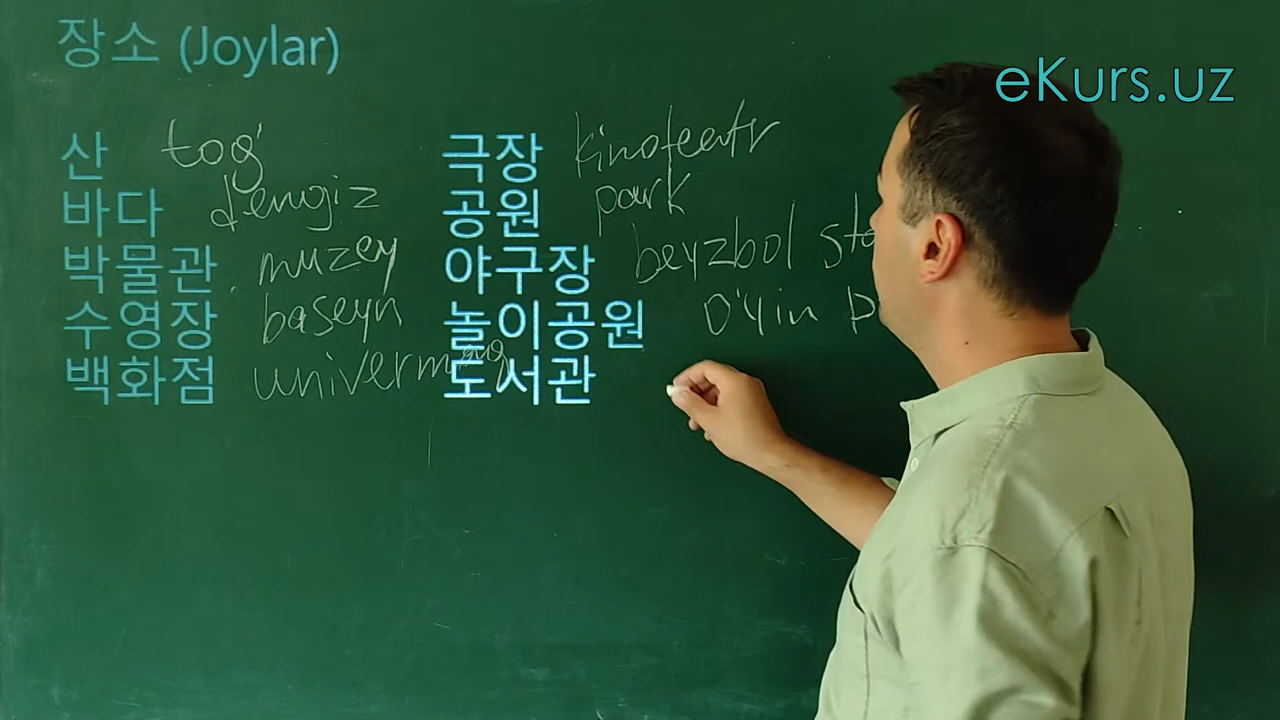 장소 (Joylar)
eKurs.uz
산 tog'
바다 dengiz
박물관 muzey
수영장 baseyn
백화점 univermag
극장 kinoteatr
공원 park
야구장 beyzbol
놀이공원 o'yin
도서관